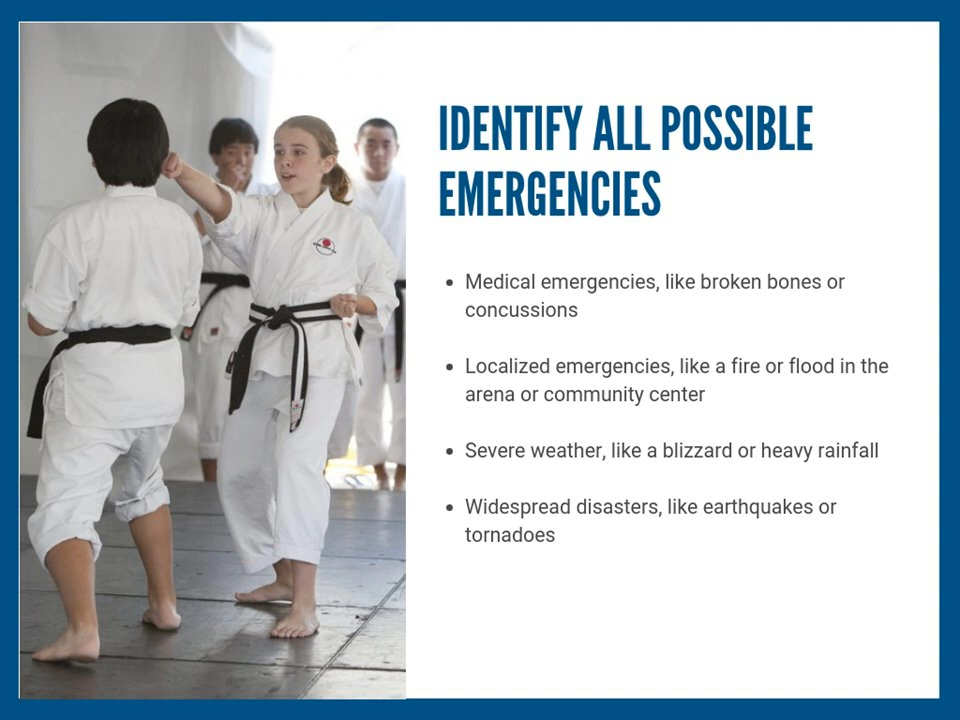 IDENTIFY ALL POSSIBLE
EMERGENCIES
• Medical emergencies, like broken bones or
concussions
• Localized emergencies, like a fire or flood in the
arena or community center
• Severe weather, like a blizzard or heavy rainfall
• Widespread disasters, like earthquakes or
tornadoes